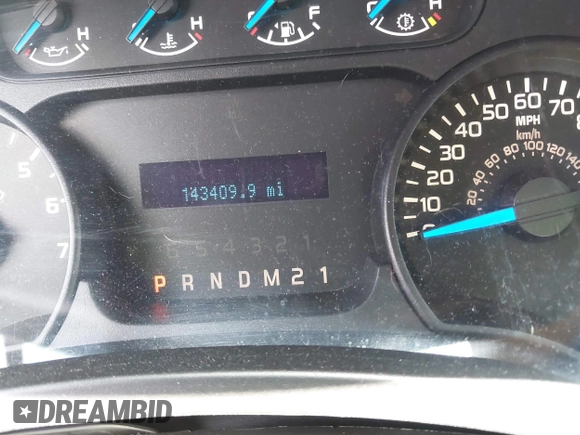 H H F H
C C E C
5 6 7
143409.9 mi
6 5 4 3 2 1
P R N D M 2 1
0 10 20 30 40 50 60 70
MPH
km/h
20 40 60 80 100 120 140
DREAMBID